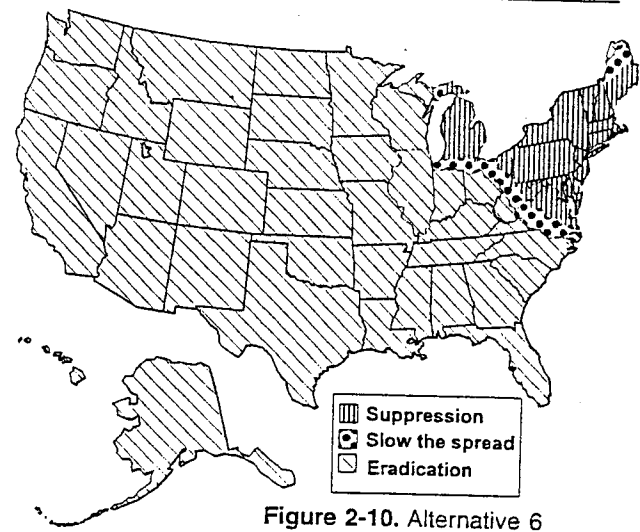 Suppression
Slow the spread
Eradication
Figure 2-10. Alternative 6